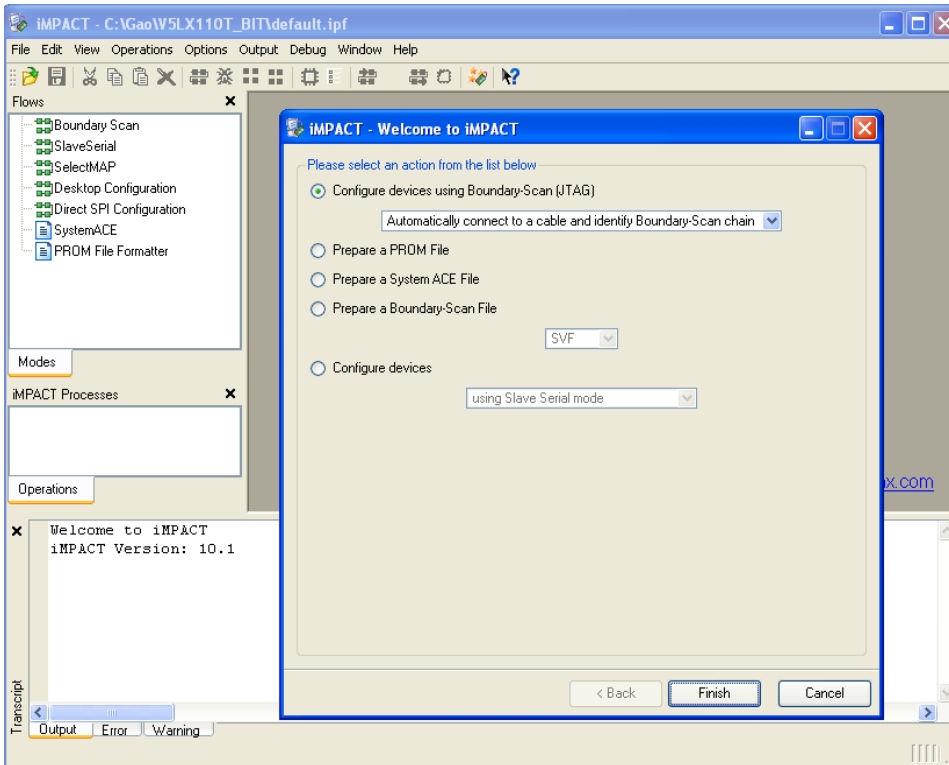 iMPACT - C:\Gao\V5LX110T_BIT\default.ipf
File Edit View Operations Options Output Debug Window Help
Flows
Boundary Scan
SlaveSerial
SelectMAP
Desktop Configuration
Direct SPI Configuration
SystemACE
PROM File Formatter
Modes
iMPACT Processes
Operations
iMPACT - Welcome to iMPACT
Please select an action from the list below
Configure devices using Boundary-Scan (JTAG)
Automatically connect to a cable and identify Boundary-Scan chain
Prepare a PROM File
Prepare a System ACE File
Prepare a Boundary-Scan File
SVF
Configure devices
using Slave Serial mode
< Back Finish Cancel
x.com
Welcome to iMPACT
iMPACT Version: 10.1
Transcript
Output Error Warning